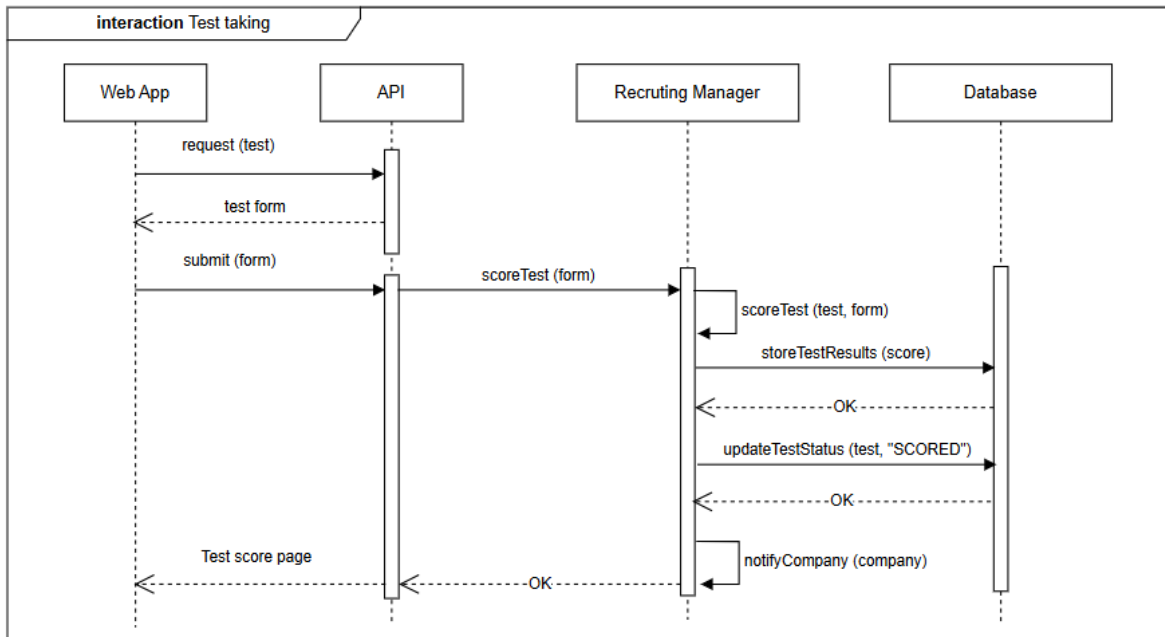 interaction Test taking
Web App
API
Recruting Manager
Database
request (test)
test form
submit (form)
scoreTest (form)
scoreTest (test, form)
storeTestResults (score)
OK
updateTestStatus (test, "SCORED")
OK
notifyCompany (company)
Test score page
OK